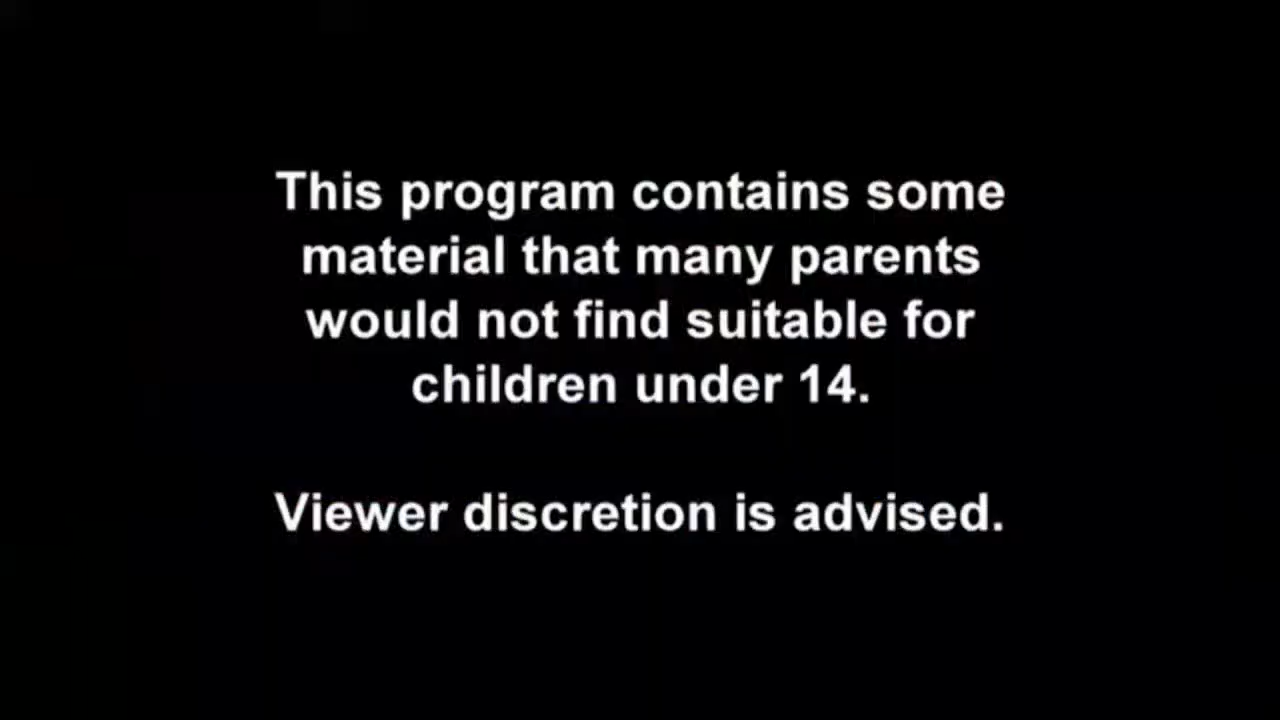 This program contains some
material that many parents
would not find suitable for
children under 14.
Viewer discretion is advised.